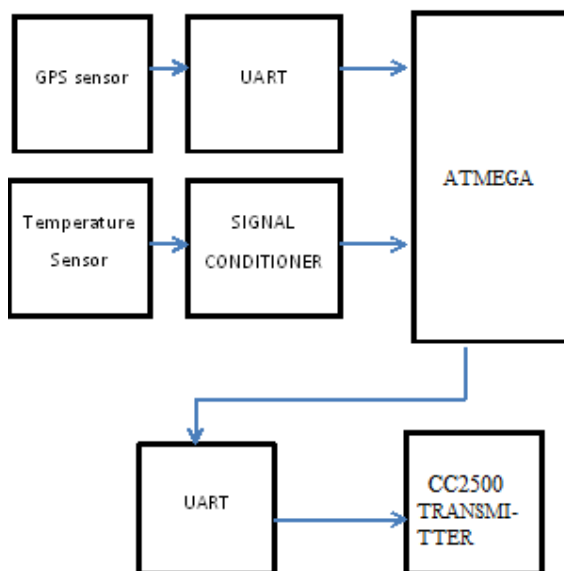 GPS sensor
UART
ATMEGA
Temperature
Sensor
SIGNAL
CONDITIONER
UART
CC2500
TRANSMI-
TTER